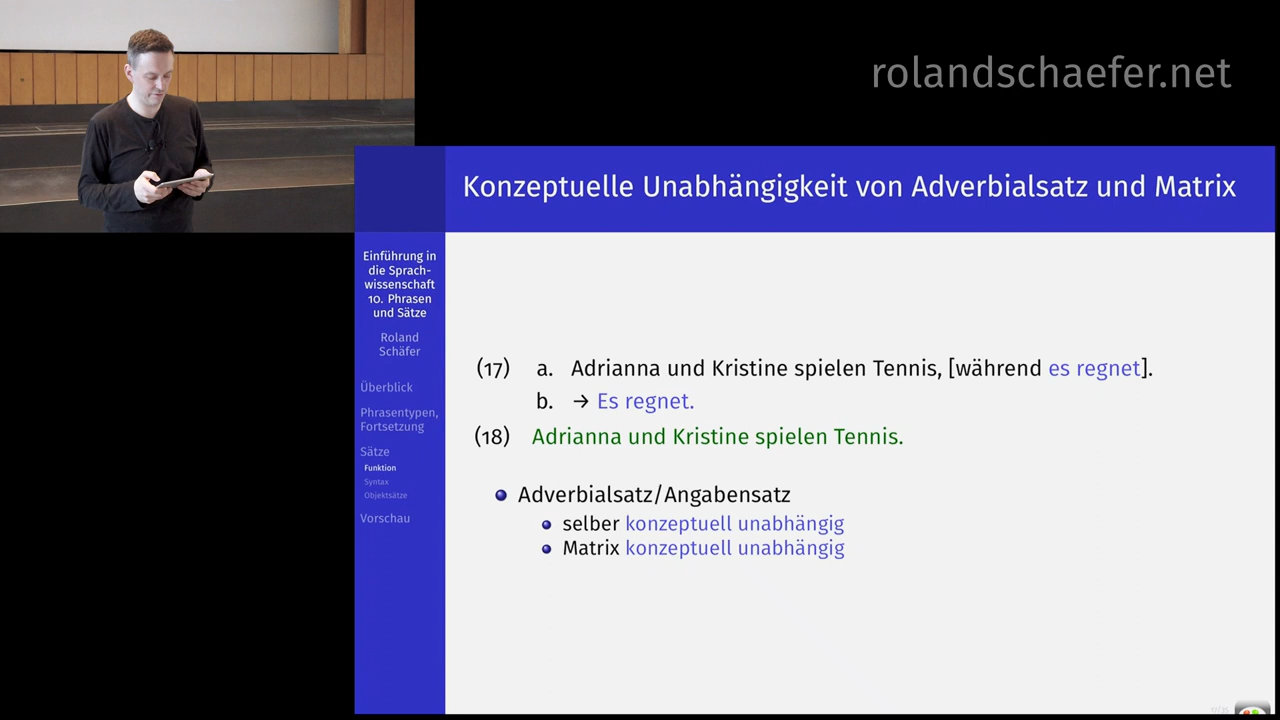 rolandschaefer.net
Konzeptuelle Unabhängigkeit von Adverbialsatz und Matrix
Einführung in
die Sprach-
wissenschaft
10. Phrasen
und Sätze
Roland
Schäfer
Überblick
Phrasentypen,
Fortsetzung
Sätze
Funktion
Syntax
Objektsätze
Vorschau
(17) a. Adrianna und Kristine spielen Tennis, [während es regnet].
b. → Es regnet.
(18) Adrianna und Kristine spielen Tennis.
Adverbialsatz/Angabensatz
selber konzeptuell unabhängig
Matrix konzeptuell unabhängig